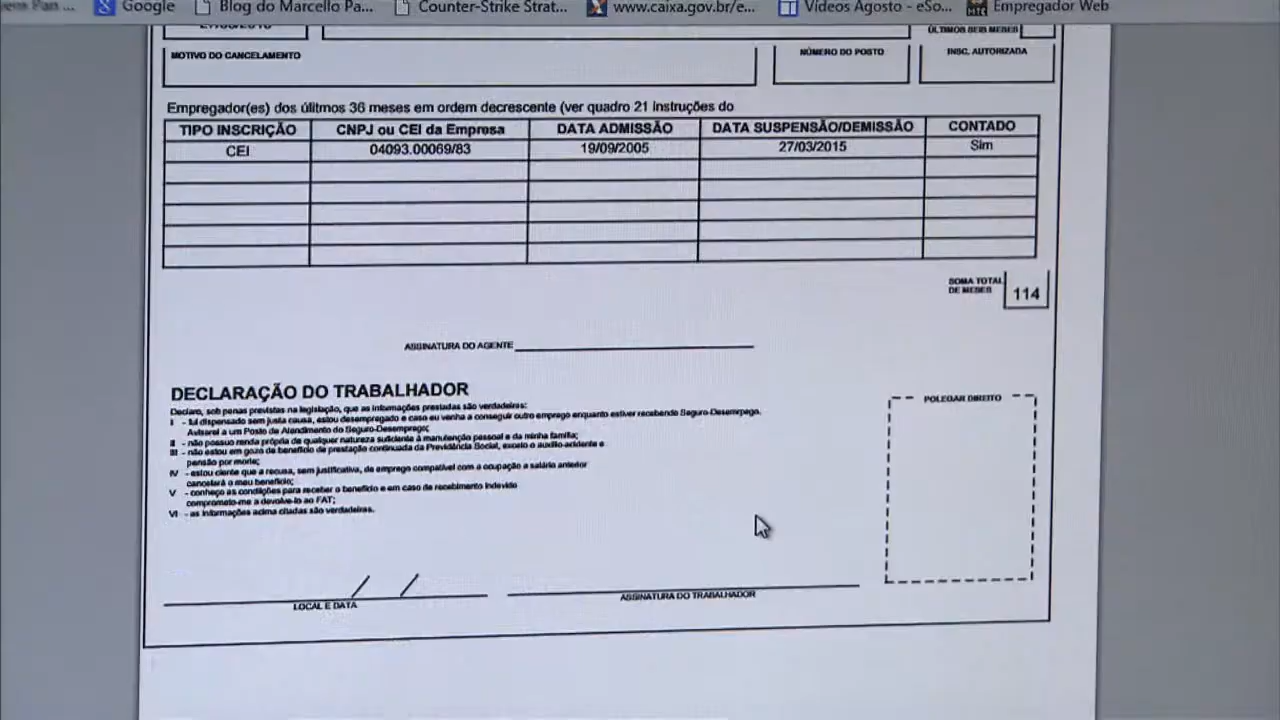 Google Blog do Marcello Pa... Counter-Strike Strat... www.caixa.gov.br/e... Vídeos Agosto - eSo... Empregador Web
ÚLTIMOS SEIS MESES
MOTIVO DO CANCELAMENTO NÚMERO DO POSTO INSC. AUTORIZADA
Empregador(es) dos úlitmos 36 meses em ordem decrescente (ver quadro 21 instruções do
TIPO INSCRIÇÃO CNPJ ou CEI da Empresa DATA ADMISSÃO DATA SUSPENSÃO/DEMISSÃO CONTADO
CEI 04093.00069/83 19/09/2005 27/03/2015 Sim
SOMA TOTAL
DE MESES 114
ASSINATURA DO AGENTE
DECLARAÇÃO DO TRABALHADOR
POLEGAR DIREITO
Declaro, sob penas previstas na legislação, que as informações prestadas são verdadeiras:
I - fui dispensado sem justa causa, estou desempregado e caso eu venha a conseguir outro emprego enquanto estiver recebendo Seguro-Desemprego,
Avisarei a um Posto de Atendimento do Seguro-Desemprego;
II - não possuo renda própria de qualquer natureza suficiente à manutenção pessoal e da minha família;
III - não estou em gozo de benefício de prestação continuada da Previdência Social, exceto o auxílio-acidente e
pensão por morte;
IV - estou ciente que a recusa, sem justificativa, de emprego compatível com a ocupação a salário anterior
cancelará o meu benefício;
V - conheço as condições para receber o benefício e em caso de recebimento indevido
comprometo-me a devolve-lo ao FAT;
VI - as informações acima citadas são verdadeiras.
/ /
LOCAL E DATA ASSINATURA DO TRABALHADOR